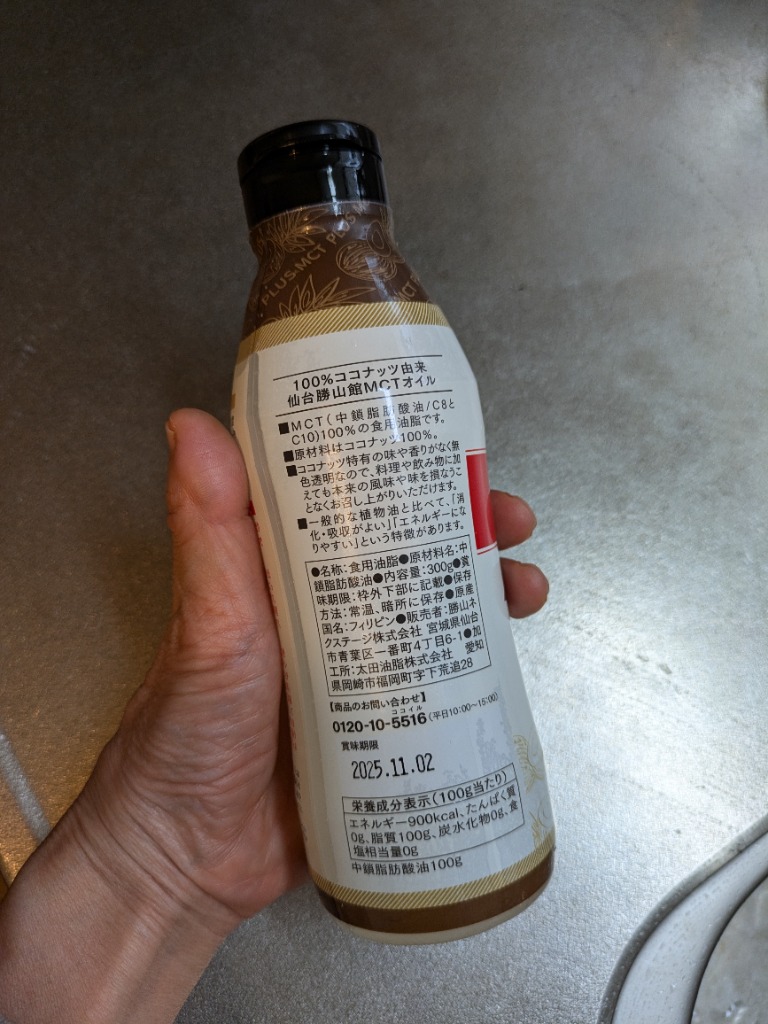 PLUS.MCT PLUS M
MCT
100%ココナッツ由来
仙台勝山館MCTオイル
■MCT(中鎖脂肪酸油/C8と
C10)100%の食用油脂です。
■原材料はココナッツ100%。
■ココナッツ特有の味や香りがなく無
色透明なので、料理や飲み物に加
えても本来の風味や味を損なうこ
となくお召し上がりいただけます。
■一般的な植物油と比べて、「消
化・吸収がよい」「エネルギーにな
りやすい」という特徴があります。
●名称:食用油脂●原材料名:中
鎖脂肪酸油●内容量:300g●賞
味期限:枠外下部に記載●保存
方法:常温、暗所に保存●原産
国名:フィリピン●販売者:勝山ネ
クステージ株式会社 宮城県仙台
市青葉区一番町4丁目6-1●加
工所:太田油脂株式会社 愛知
県岡崎市福岡町字下荒追28
【商品のお問い合わせ】
ココイル
0120-10-5516(平日10:00〜15:00)
賞味期限
2025.11.02
栄養成分表示(100g当たり)
エネルギー900kcal、たんぱく質
0g、脂質100g、炭水化物0g、食
塩相当量0g
中鎖脂肪酸油100g